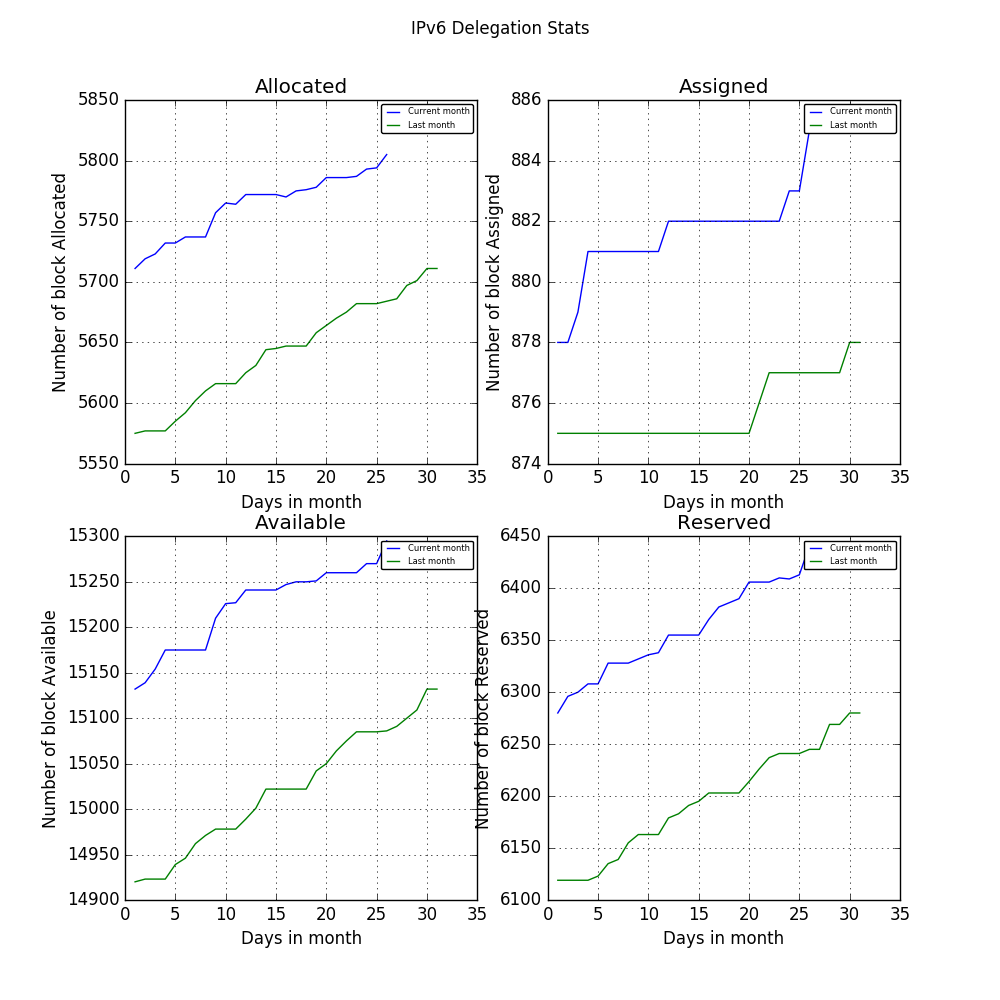 IPv6 Delegation Stats
Allocated
Number of block Allocated
5850
5800
5750
5700
5650
5600
5550
0 5 10 15 20 25 30 35
Days in month
Current month
Last month
Assigned
Number of block Assigned
886
884
882
880
878
876
874
0 5 10 15 20 25 30 35
Days in month
Current month
Last month
Available
Number of block Available
15300
15250
15200
15150
15100
15050
15000
14950
14900
0 5 10 15 20 25 30 35
Days in month
Current month
Last month
Reserved
Number of block Reserved
6450
6400
6350
6300
6250
6200
6150
6100
0 5 10 15 20 25 30 35
Days in month
Current month
Last month